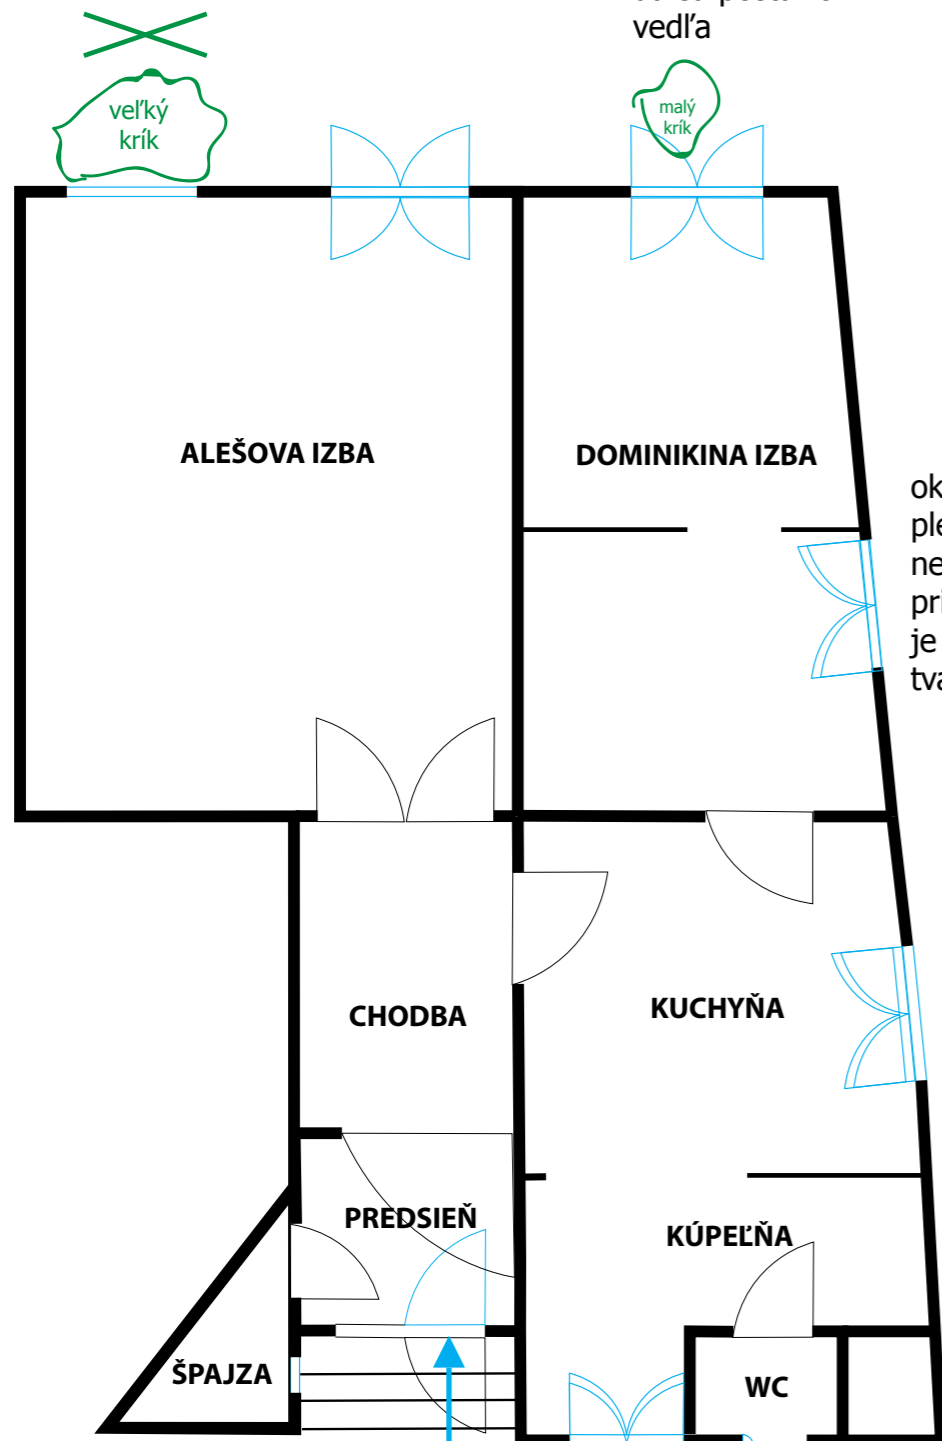 vedľa
veľký
krík
malý
krík
ALEŠOVA IZBA
DOMINIKINA IZBA
CHODBA
KUCHYŇA
PREDSIEŇ
KÚPEĽŇA
ŠPAJZA
WC